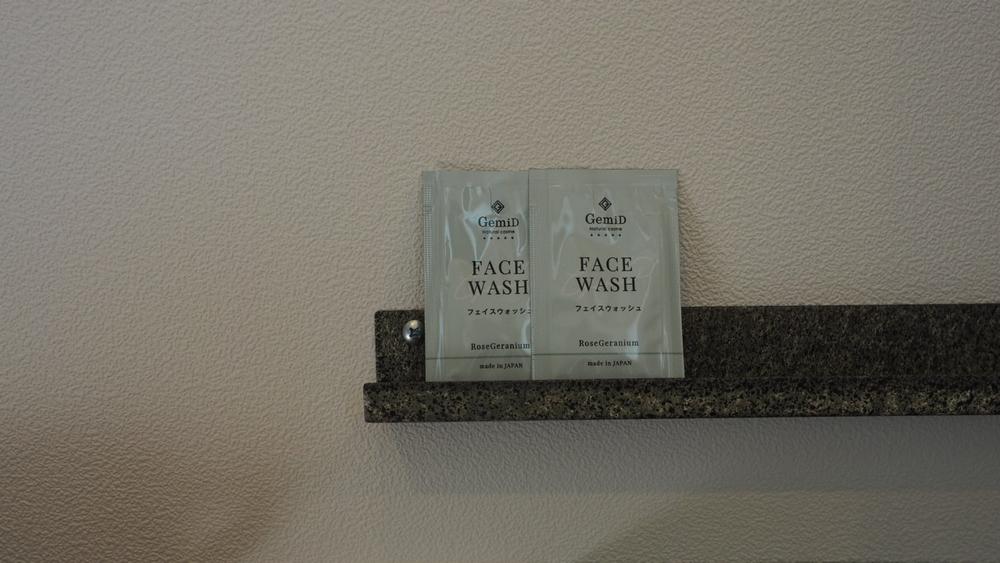 GemiD
Natural cosme
FACE
WASH
フェイスウォッシュ
RoseGeranium
made in JAPAN
GemiD
Natural cosme
FACE
WASH
フェイスウォッシュ
RoseGeranium
made in JAPAN